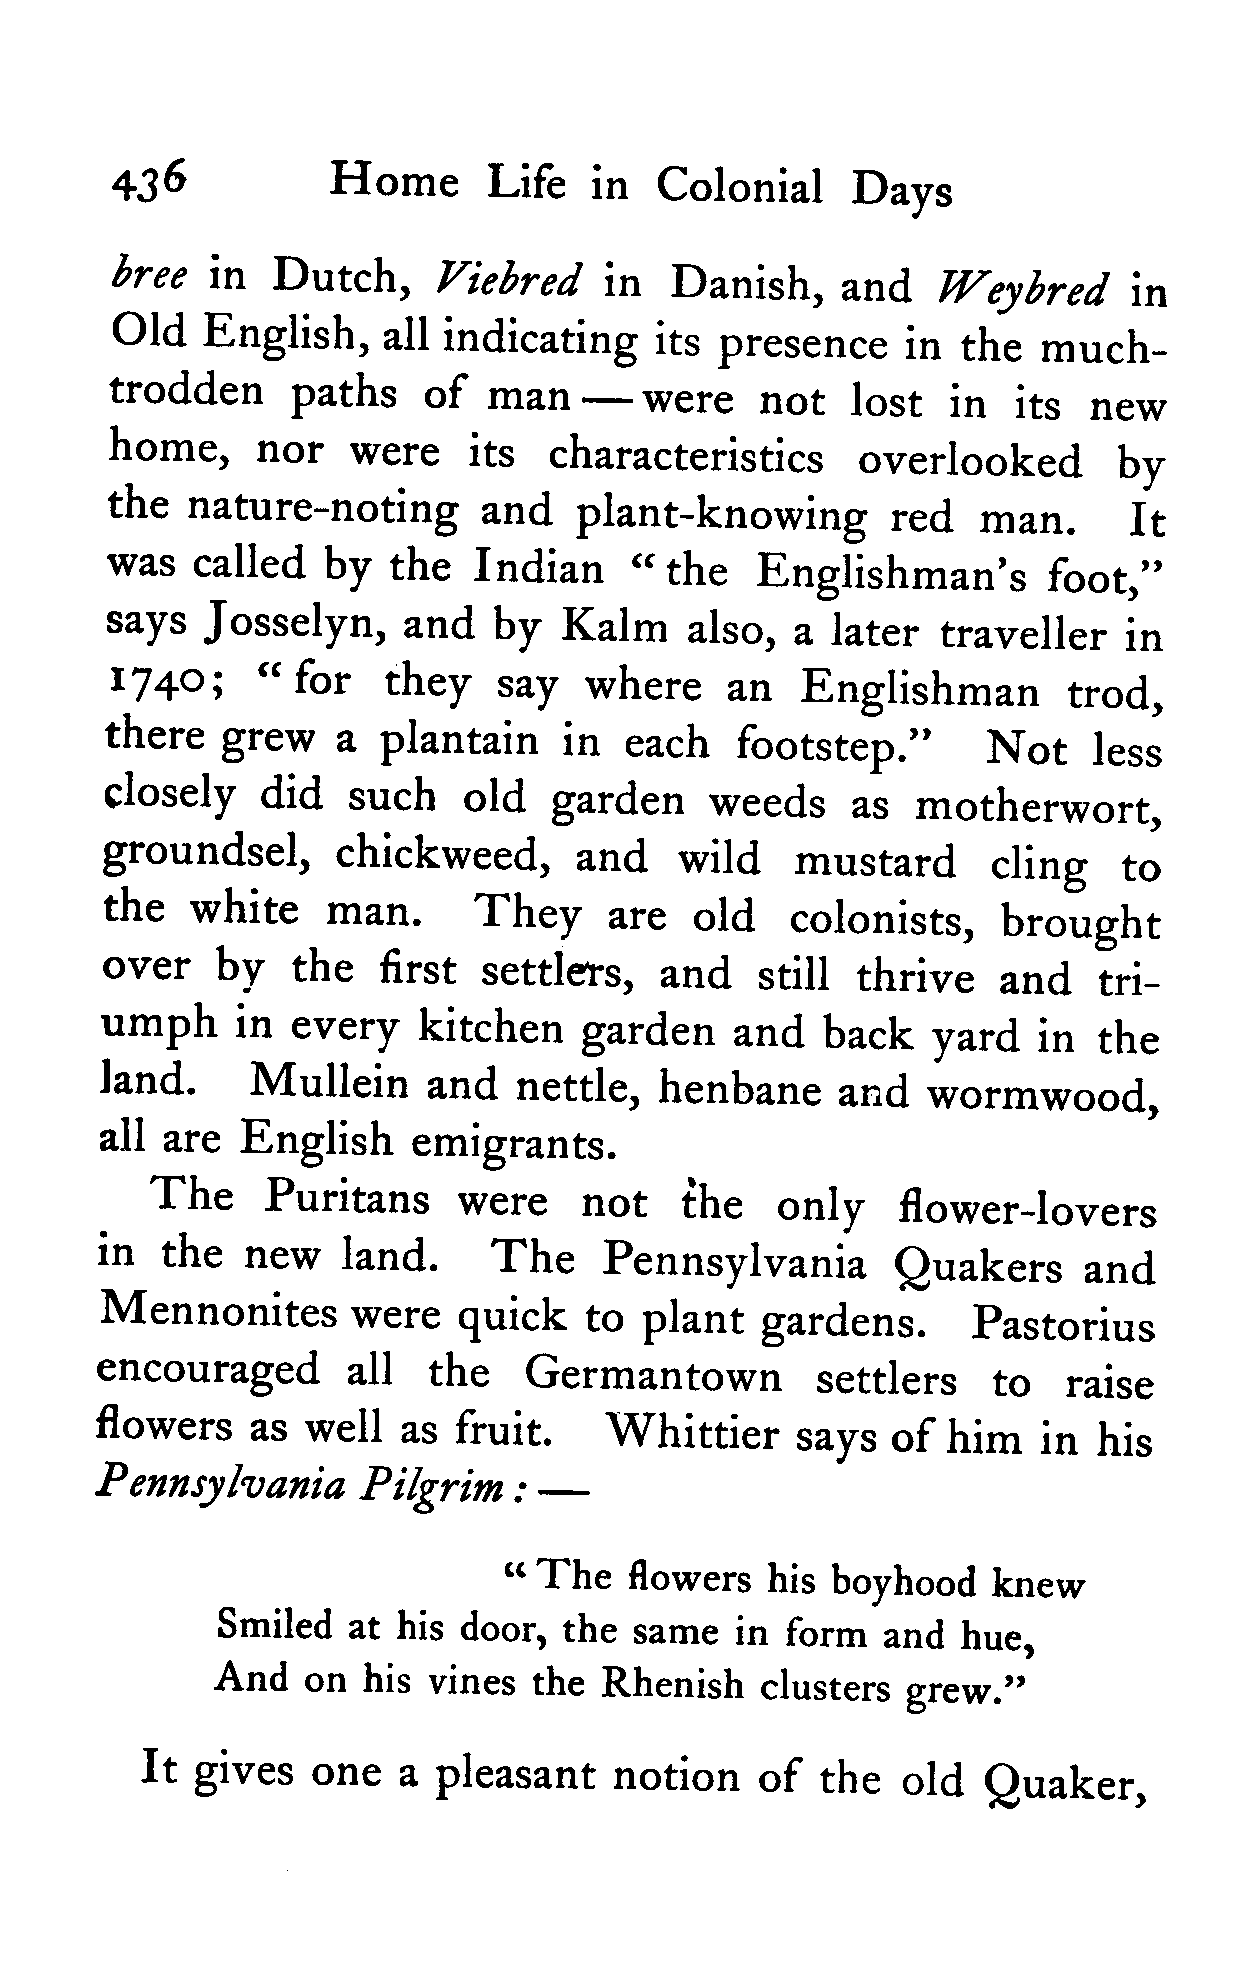 436 Home Life in Colonial Days
bree in Dutch, Viebred in Danish, and Weybred in
Old English, all indicating its presence in the much-
trodden paths of man — were not lost in its new
home, nor were its characteristics overlooked by
the nature-noting and plant-knowing red man. It
was called by the Indian “ the Englishman’s foot,”
says Josselyn, and by Kalm also, a later traveller in
1740; “ for they say where an Englishman trod,
there grew a plantain in each footstep.” Not less
closely did such old garden weeds as motherwort,
groundsel, chickweed, and wild mustard cling to
the white man. They are old colonists, brought
over by the first settlers, and still thrive and tri-
umph in every kitchen garden and back yard in the
land. Mullein and nettle, henbane and wormwood,
all are English emigrants.
The Puritans were not the only flower-lovers
in the new land. The Pennsylvania Quakers and
Mennonites were quick to plant gardens. Pastorius
encouraged all the Germantown settlers to raise
flowers as well as fruit. Whittier says of him in his
Pennsylvania Pilgrim : —
“ The flowers his boyhood knew
Smiled at his door, the same in form and hue,
And on his vines the Rhenish clusters grew.”
It gives one a pleasant notion of the old Quaker,